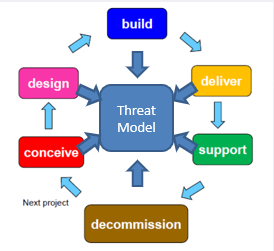 build
design
deliver
Threat
Model
conceive
support
Next project
decommission